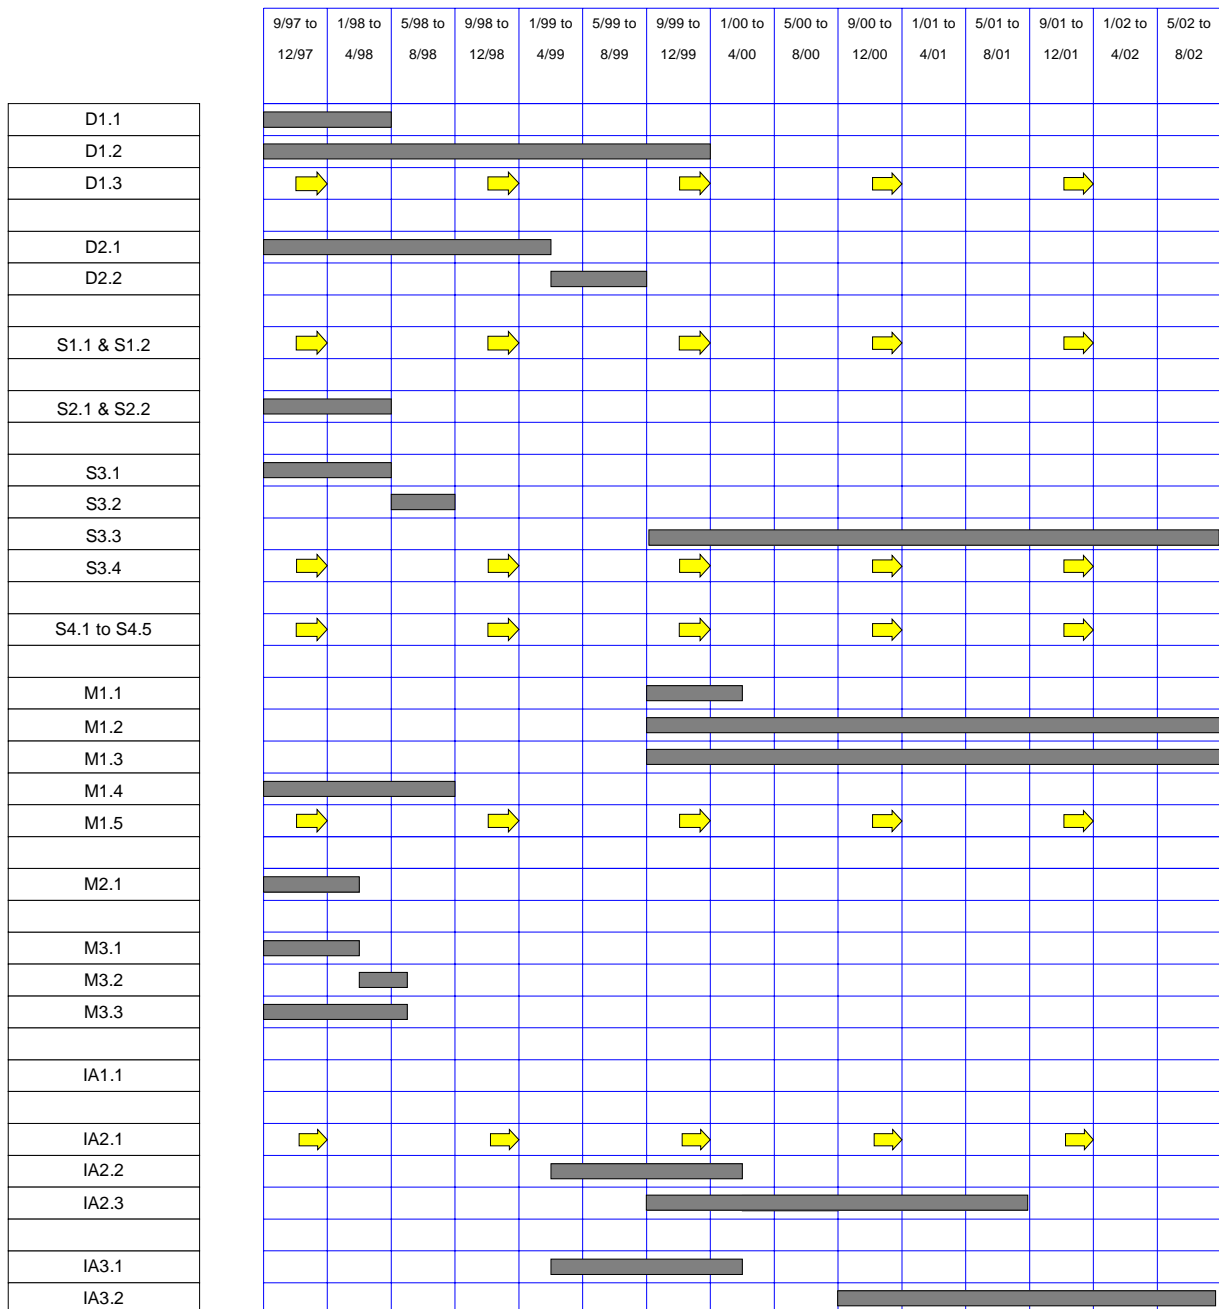 9/97 to 1/98 to 5/98 to 9/98 to 1/99 to 5/99 to 9/99 to 1/00 to 5/00 to 9/00 to 1/01 to 5/01 to 9/01 to 1/02 to 5/02 to
12/97 4/98 8/98 12/98 4/99 8/99 12/99 4/00 8/00 12/00 4/01 8/01 12/01 4/02 8/02
D1.1
D1.2
D1.3
D2.1
D2.2
S1.1 & S1.2
S2.1 & S2.2
S3.1
S3.2
S3.3
S3.4
S4.1 to S4.5
M1.1
M1.2
M1.3
M1.4
M1.5
M2.1
M3.1
M3.2
M3.3
IA1.1
IA2.1
IA2.2
IA2.3
IA3.1
IA3.2